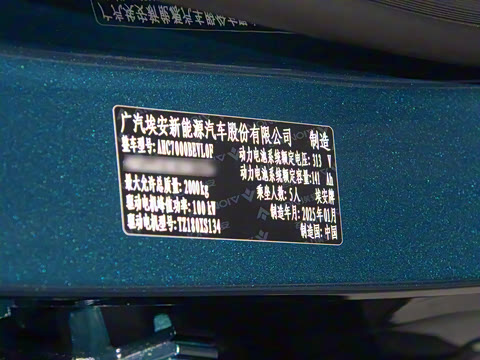 广汽埃安新能源汽车股份有限公司 制造
整车型号: AHC7000BEVL0F 动力电池系统额定电压: 313 V
动力电池系统额定容量: 141 Ah
最大允许总质量: 2000kg 乘坐人数: 5人 埃安牌
驱动电机峰值功率: 100 kW 制造年月: 2025年01月
驱动电机型号: TZ180XS134 制造国: 中国